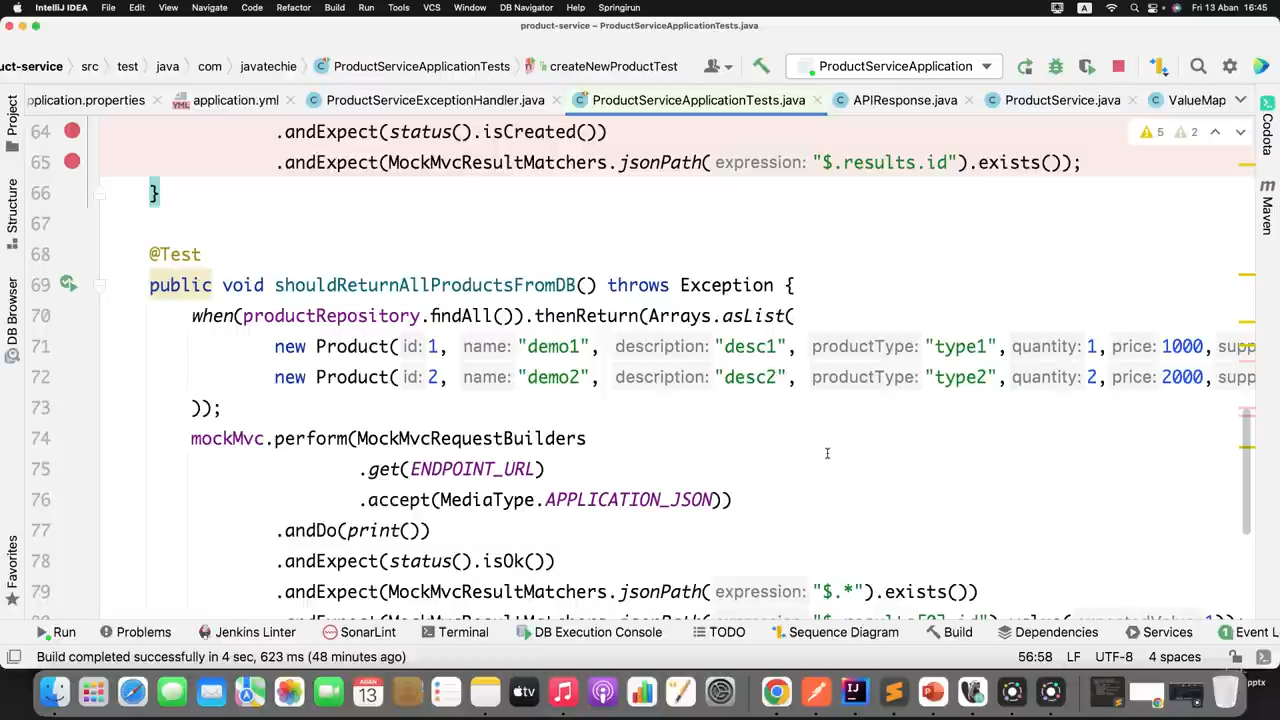 IntelliJ IDEA File Edit View Navigate Code Refactor Build Run Tools VCS Window DB Navigator Help Springirun A Fri 13 Aban 16:45
product-service – ProductServiceApplicationTests.java
ct-service src test java com javatechie ProductServiceApplicationTests createNewProductTest ProductServiceApplication
pplication.properties application.yml ProductServiceExceptionHandler.java ProductServiceApplicationTests.java APIResponse.java ProductService.java ValueMap
Project
Structure
DB Browser
Favorites
Codota
Maven
5 2
64 .andExpect(status().isCreated())
65 .andExpect(MockMvcResultMatchers.jsonPath( expression: "$.results.id").exists());
66 }
67
68 @Test
69 public void shouldReturnAllProductsFromDB() throws Exception {
70 when(productRepository.findAll()).thenReturn(Arrays.asList(
71 new Product( id: 1, name: "demo1", description: "desc1", productType: "type1", quantity: 1, price: 1000, supp
72 new Product( id: 2, name: "demo2", description: "desc2", productType: "type2", quantity: 2, price: 2000, supp
73 ));
74 mockMvc.perform(MockMvcRequestBuilders
75 .get(ENDPOINT_URL)
76 .accept(MediaType.APPLICATION_JSON))
77 .andDo(print())
78 .andExpect(status().isOk())
79 .andExpect(MockMvcResultMatchers.jsonPath( expression: "$.*").exists())
Run Problems Jenkins Linter SonarLint Terminal DB Execution Console TODO Sequence Diagram Build Dependencies Services 1 Event L
Build completed successfully in 4 sec, 623 ms (48 minutes ago) 56:58 LF UTF-8 4 spaces
13
tv
pptx